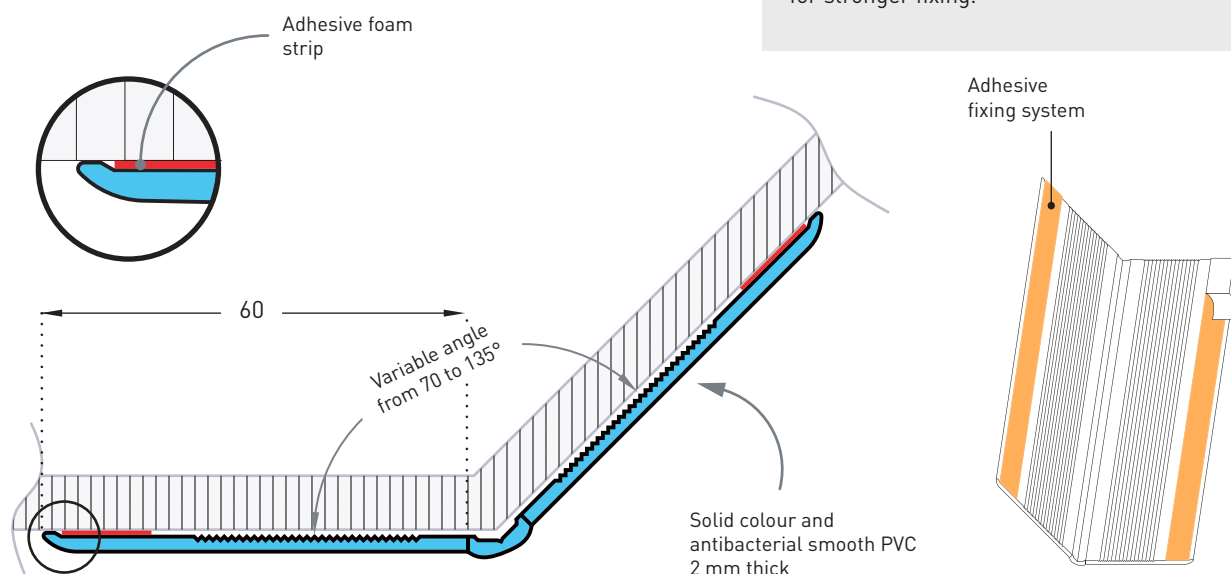 for stronger fixing.
Adhesive foam
strip
Adhesive
fixing system
60
Variable angle
from 70 to 135°
Solid colour and
antibacterial smooth PVC
2 mm thick